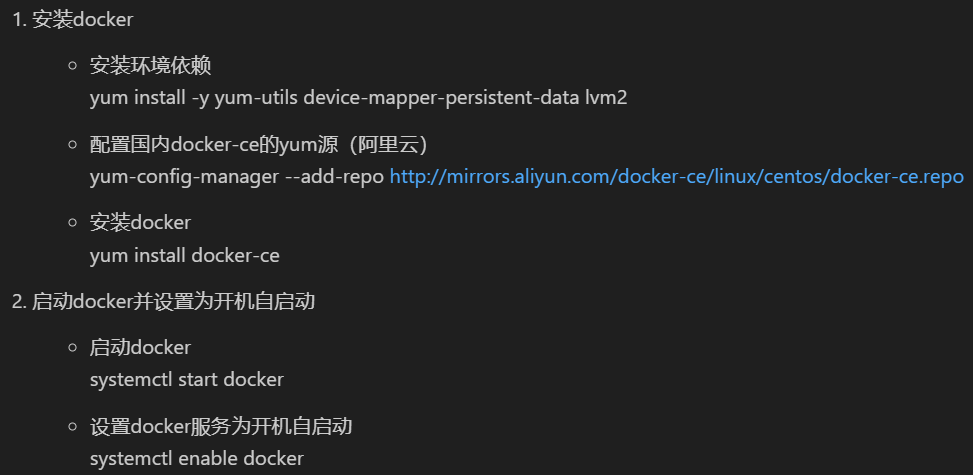 1. 安装docker
安装环境依赖
yum install -y yum-utils device-mapper-persistent-data lvm2
配置国内docker-ce的yum源（阿里云）
yum-config-manager --add-repo http://mirrors.aliyun.com/docker-ce/linux/centos/docker-ce.repo
安装docker
yum install docker-ce
2. 启动docker并设置为开机自启动
启动docker
systemctl start docker
设置docker服务为开机自启动
systemctl enable docker